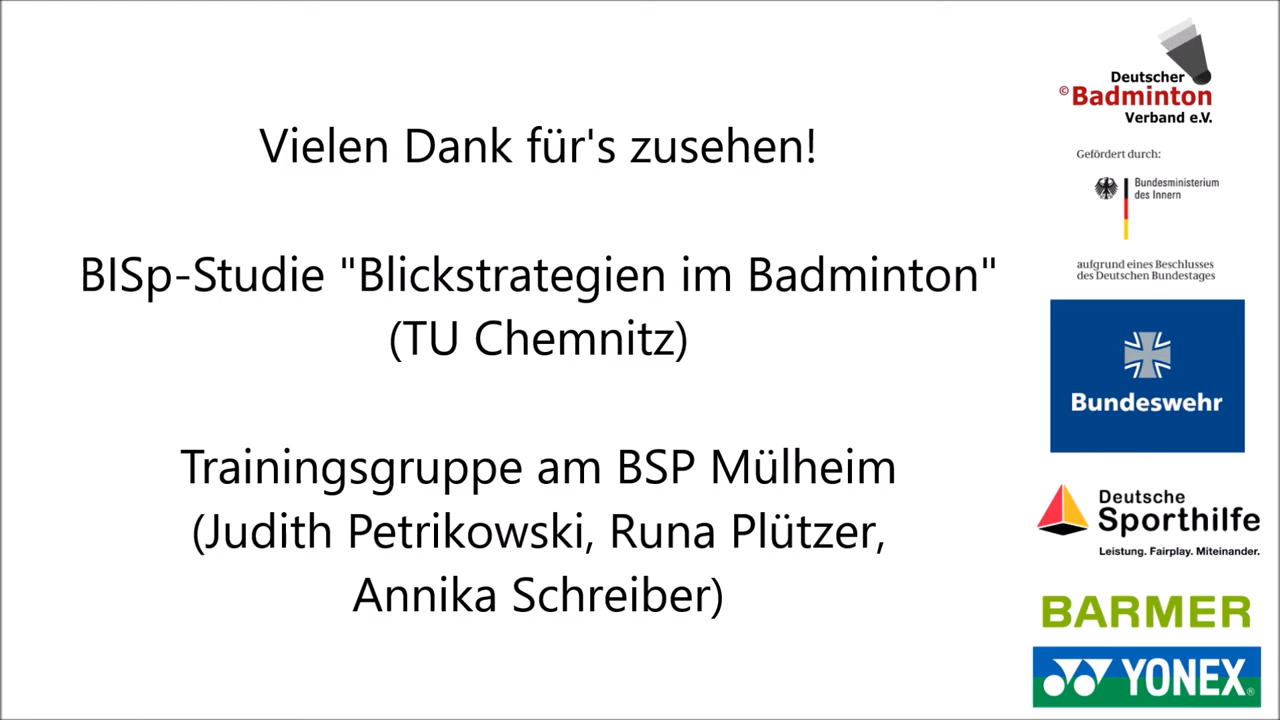 Vielen Dank für's zusehen!
BISp-Studie "Blickstrategien im Badminton"
(TU Chemnitz)
Trainingsgruppe am BSP Mülheim
(Judith Petrikowski, Runa Plützer,
Annika Schreiber)
Deutscher
©Badminton
Verband e.V.
Gefördert durch:
Bundesministerium
des Innern
aufgrund eines Beschlusses
des Deutschen Bundestages
Bundeswehr
Deutsche
Sporthilfe
Leistung. Fairplay. Miteinander.
BARMER
YONEX®